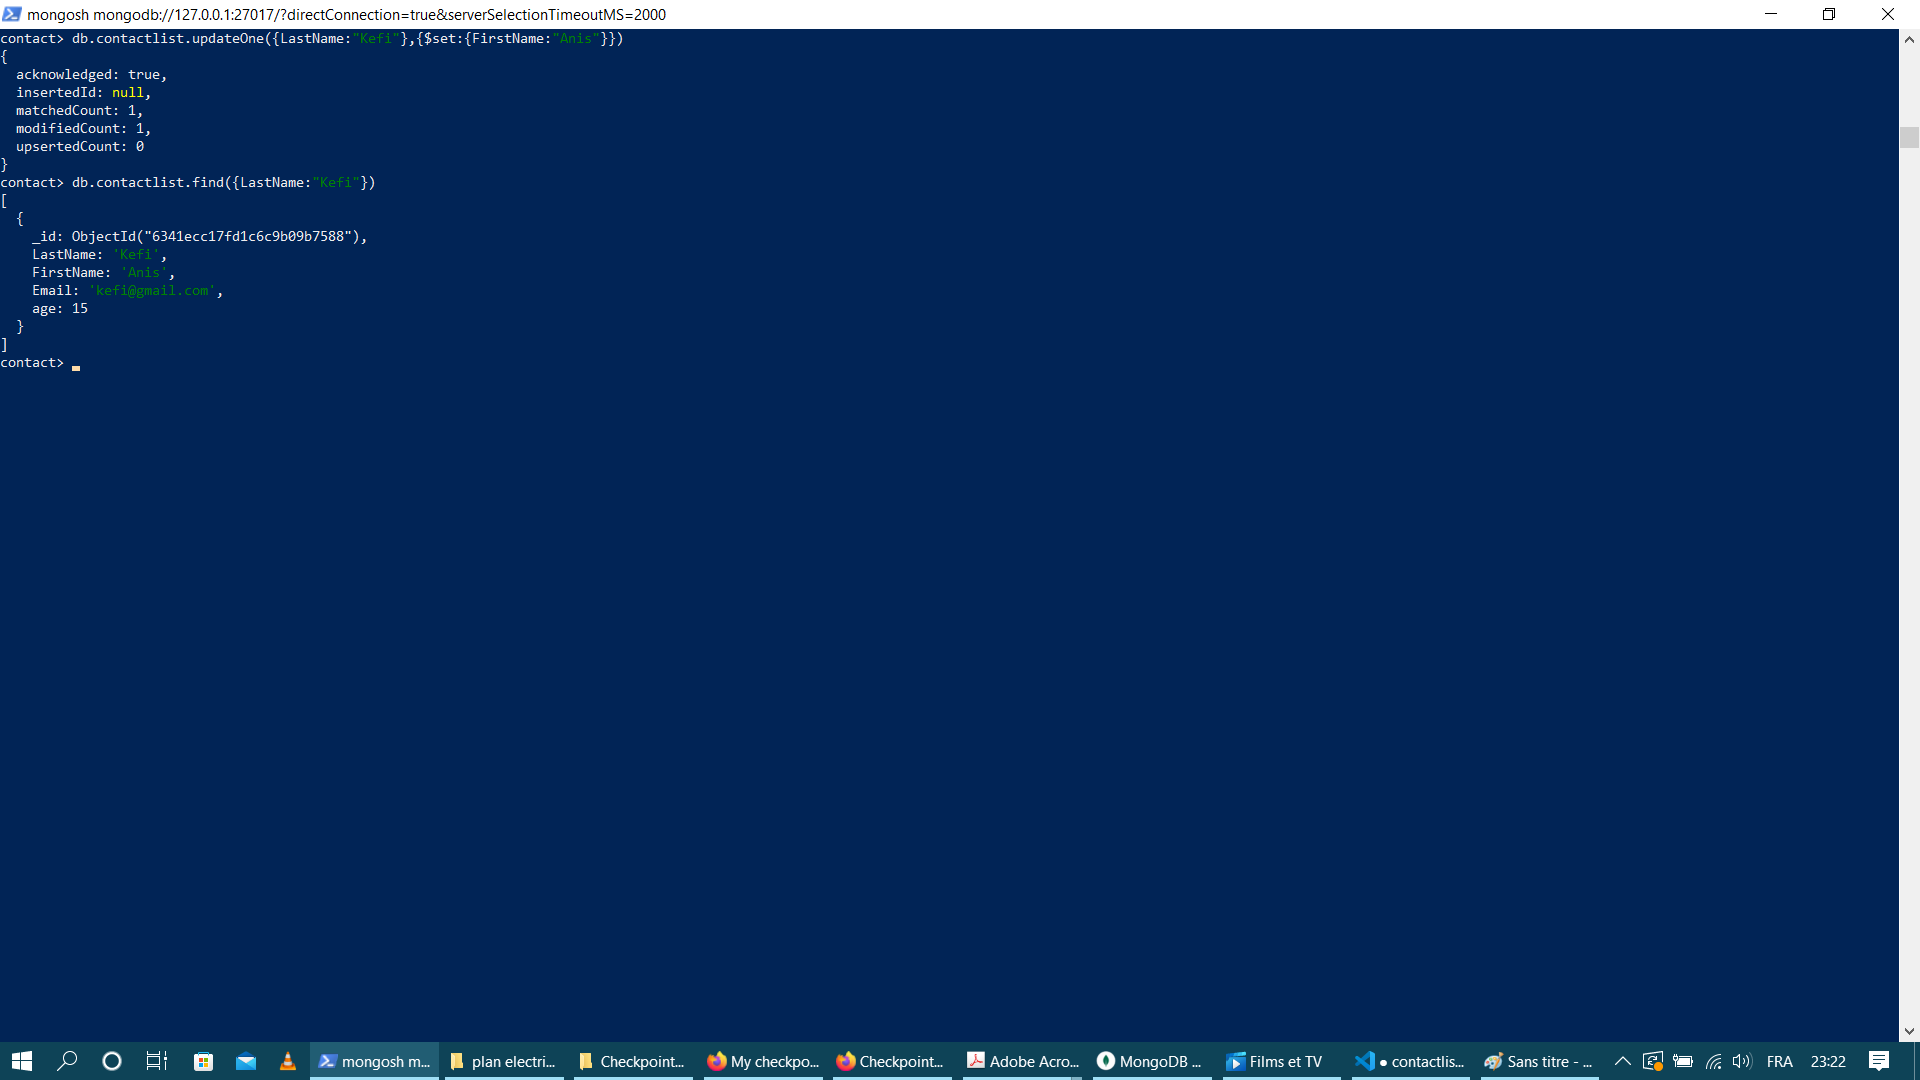 mongosh mongodb://127.0.0.1:27017/?directConnection=true&serverSelectionTimeoutMS=2000
contact> db.contactlist.updateOne({LastName:"Kefi"},{$set:{FirstName:"Anis"}})
{
  acknowledged: true,
  insertedId: null,
  matchedCount: 1,
  modifiedCount: 1,
  upsertedCount: 0
}
contact> db.contactlist.find({LastName:"Kefi"})
[
  {
    _id: ObjectId("6341ecc17fd1c6c9b09b7588"),
    LastName: 'Kefi',
    FirstName: 'Anis',
    Email: 'kefi@gmail.com',
    age: 15
  }
]
contact>
mongosh m... plan electri... Checkpoint... My checkpo... Checkpoint... Adobe Acro... MongoDB ... Films et TV ● contactlis... Sans titre - ... FRA 23:22